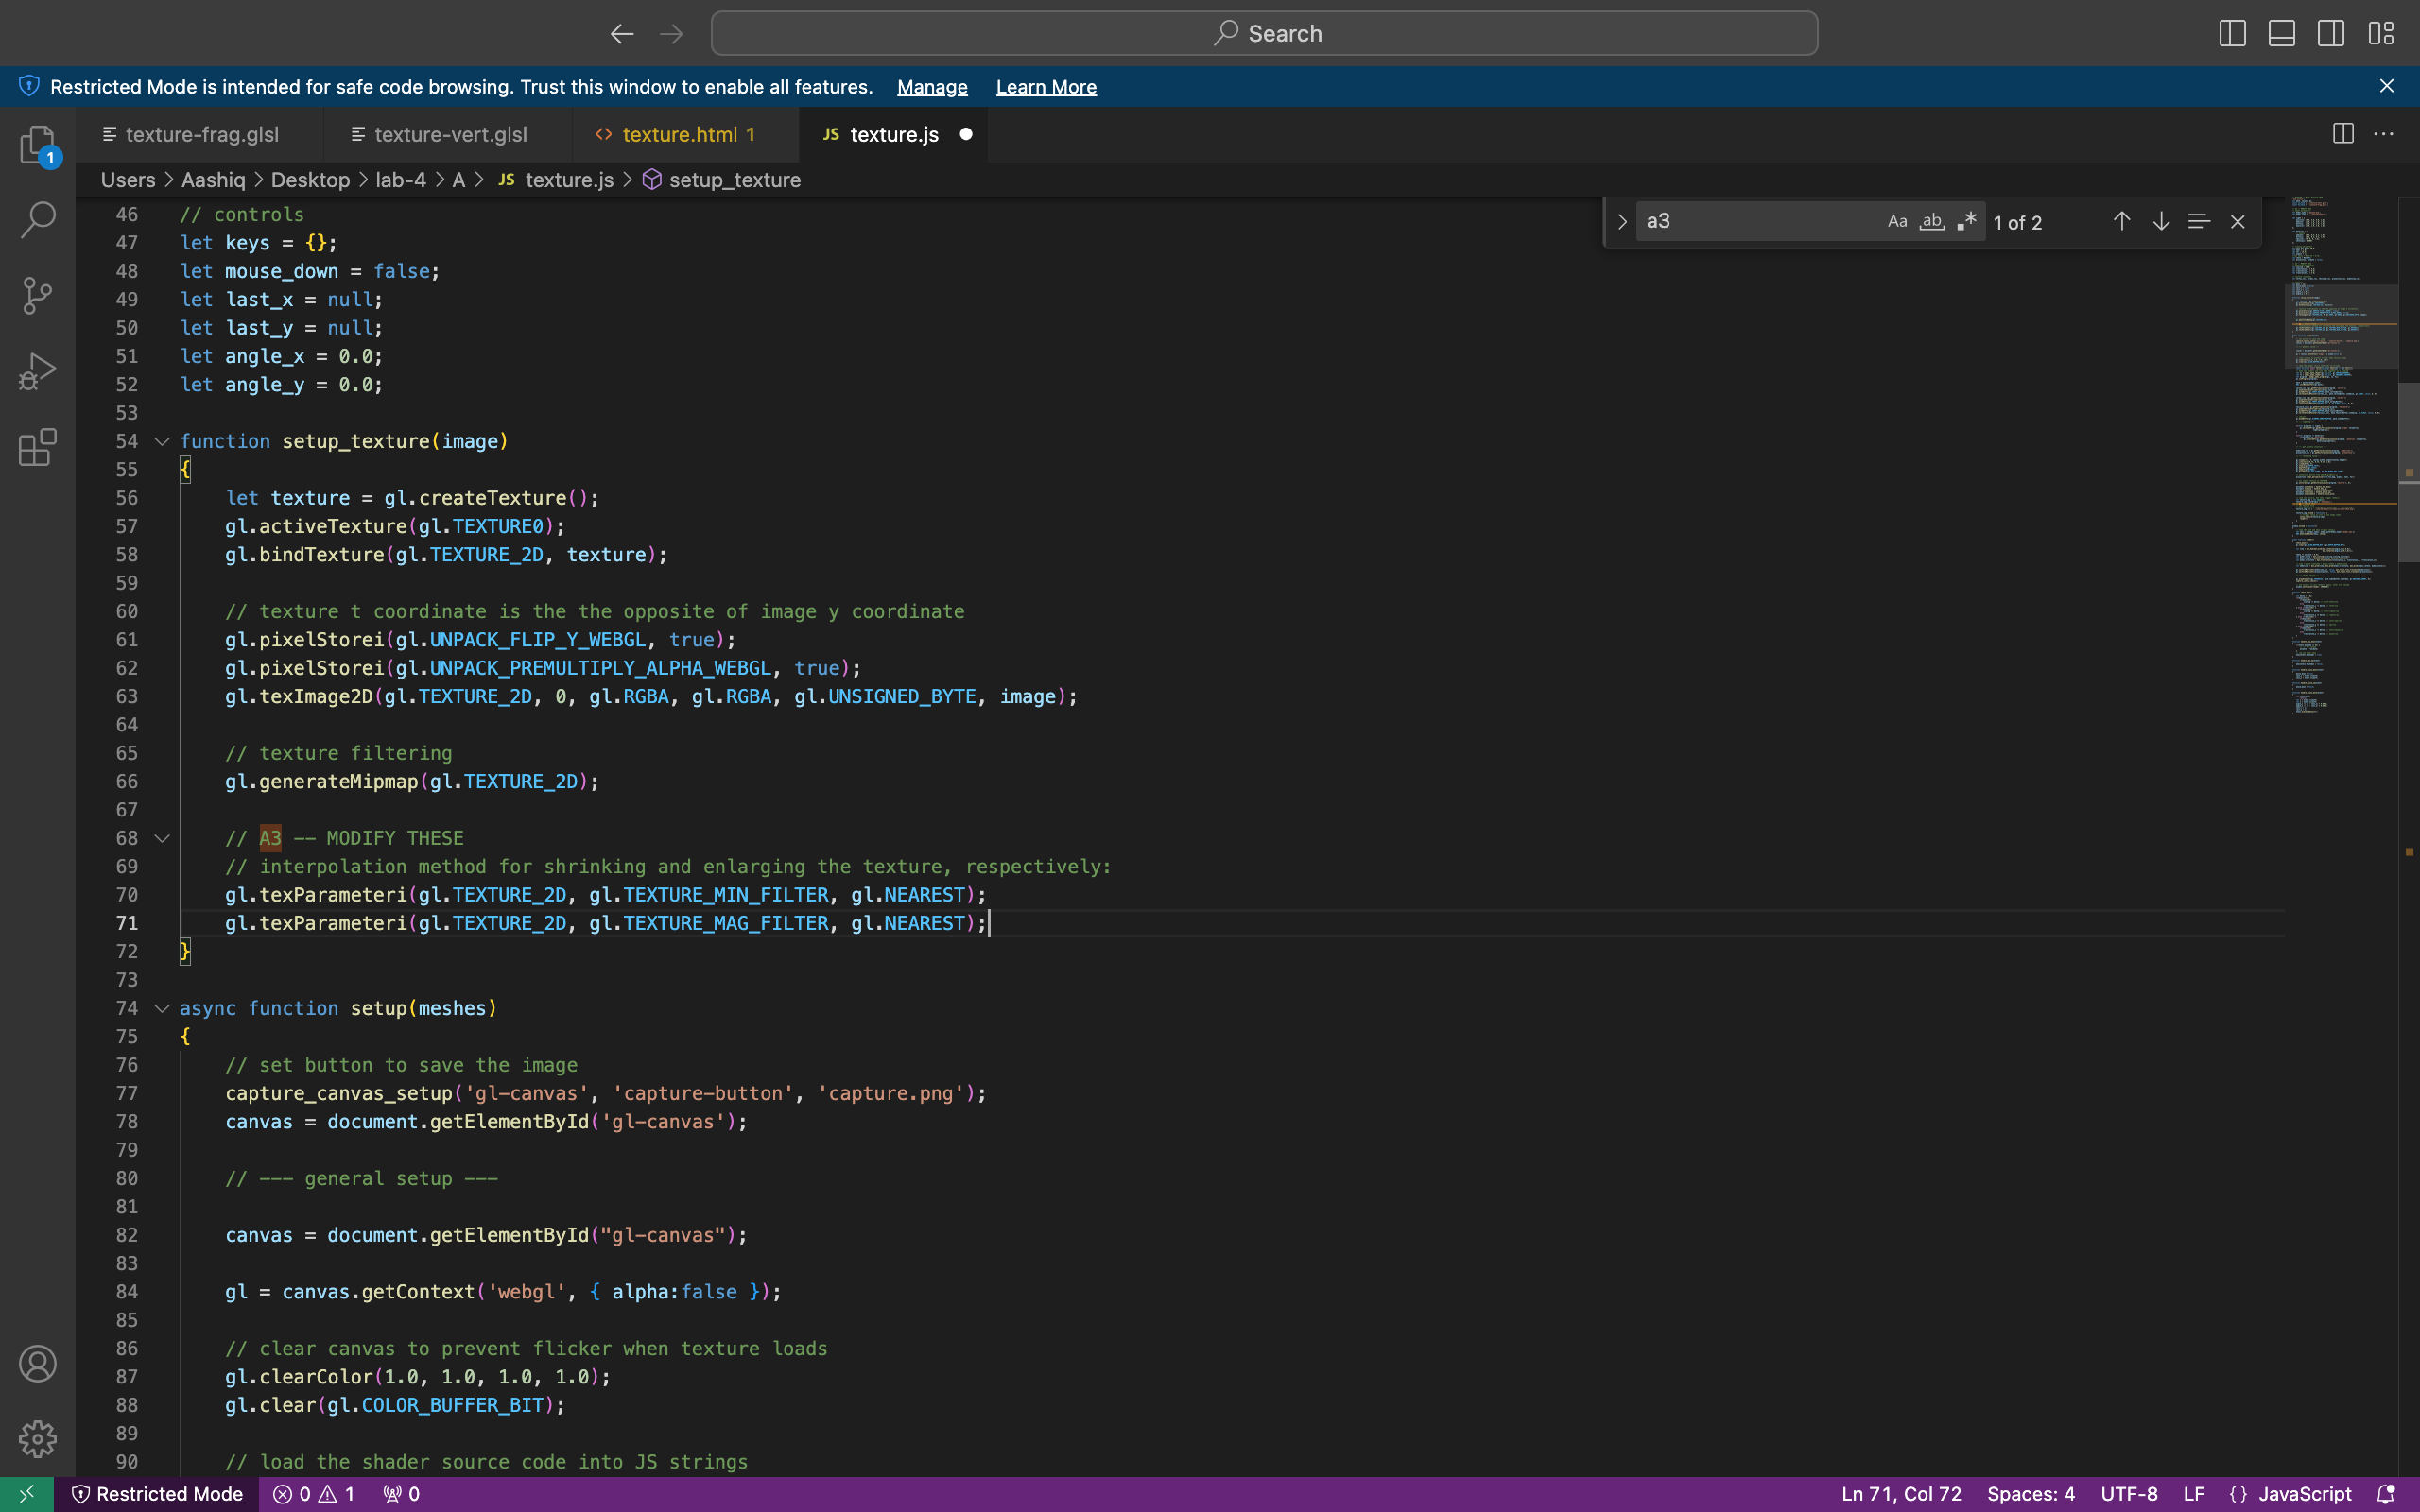 Search
Restricted Mode is intended for safe code browsing. Trust this window to enable all features. Manage Learn More
texture-frag.glsl texture-vert.glsl texture.html 1 JS texture.js
1
Users > Aashiq > Desktop > lab-4 > A > JS texture.js > setup_texture
a3 Aa ab .* 1 of 2
46 // controls
47 let keys = {};
48 let mouse_down = false;
49 let last_x = null;
50 let last_y = null;
51 let angle_x = 0.0;
52 let angle_y = 0.0;
53
54 function setup_texture(image)
55 {
56 let texture = gl.createTexture();
57 gl.activeTexture(gl.TEXTURE0);
58 gl.bindTexture(gl.TEXTURE_2D, texture);
59
60 // texture t coordinate is the the opposite of image y coordinate
61 gl.pixelStorei(gl.UNPACK_FLIP_Y_WEBGL, true);
62 gl.pixelStorei(gl.UNPACK_PREMULTIPLY_ALPHA_WEBGL, true);
63 gl.texImage2D(gl.TEXTURE_2D, 0, gl.RGBA, gl.RGBA, gl.UNSIGNED_BYTE, image);
64
65 // texture filtering
66 gl.generateMipmap(gl.TEXTURE_2D);
67
68 // A3 -- MODIFY THESE
69 // interpolation method for shrinking and enlarging the texture, respectively:
70 gl.texParameteri(gl.TEXTURE_2D, gl.TEXTURE_MIN_FILTER, gl.NEAREST);
71 gl.texParameteri(gl.TEXTURE_2D, gl.TEXTURE_MAG_FILTER, gl.NEAREST);
72 }
73
74 async function setup(meshes)
75 {
76 // set button to save the image
77 capture_canvas_setup('gl-canvas', 'capture-button', 'capture.png');
78 canvas = document.getElementById('gl-canvas');
79
80 // --- general setup ---
81
82 canvas = document.getElementById("gl-canvas");
83
84 gl = canvas.getContext('webgl', { alpha:false });
85
86 // clear canvas to prevent flicker when texture loads
87 gl.clearColor(1.0, 1.0, 1.0, 1.0);
88 gl.clear(gl.COLOR_BUFFER_BIT);
89
90 // load the shader source code into JS strings
Restricted Mode 0 1 0 Ln 71, Col 72 Spaces: 4 UTF-8 LF {} JavaScript